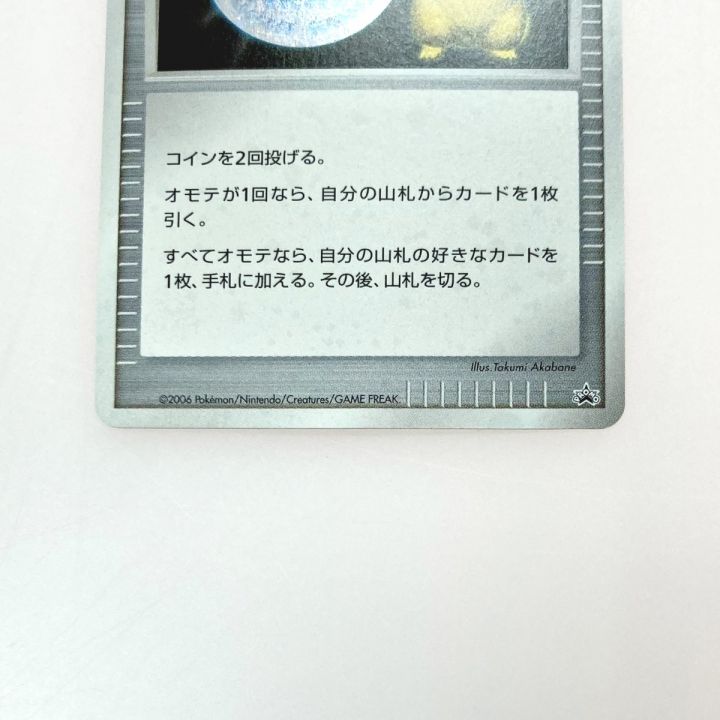 コインを2回投げる。
オモテが1回なら、自分の山札からカードを1枚
引く。
すべてオモテなら、自分の山札の好きなカードを
1枚、手札に加える。その後、山札を切る。
Illus. Takumi Akabane
©2006 Pokémon/Nintendo/Creatures/GAME FREAK.